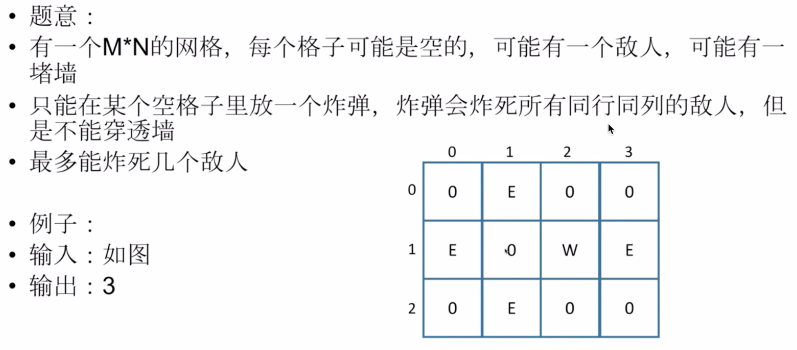 • 题意：
• 有一个M*N的网格，每个格子可能是空的，可能有一个敌人，可能有一
堵墙
• 只能在某个空格子里放一个炸弹，炸弹会炸死所有同行同列的敌人，但
是不能穿透墙
• 最多能炸死几个敌人
• 例子：
• 输入：如图
• 输出：3
0 1 2 3
0 0 E 0 0
1 E 0 W E
2 0 E 0 0